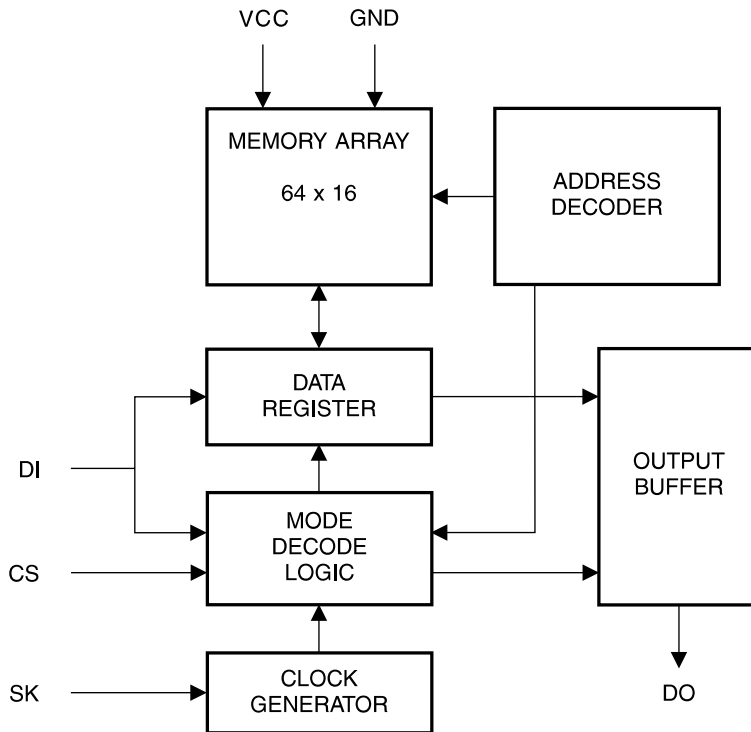 VCC
GND
MEMORY ARRAY
64 x 16
ADDRESS
DECODER
DATA
REGISTER
DI
OUTPUT
BUFFER
MODE
DECODE
LOGIC
CS
CLOCK
GENERATOR
SK
DO